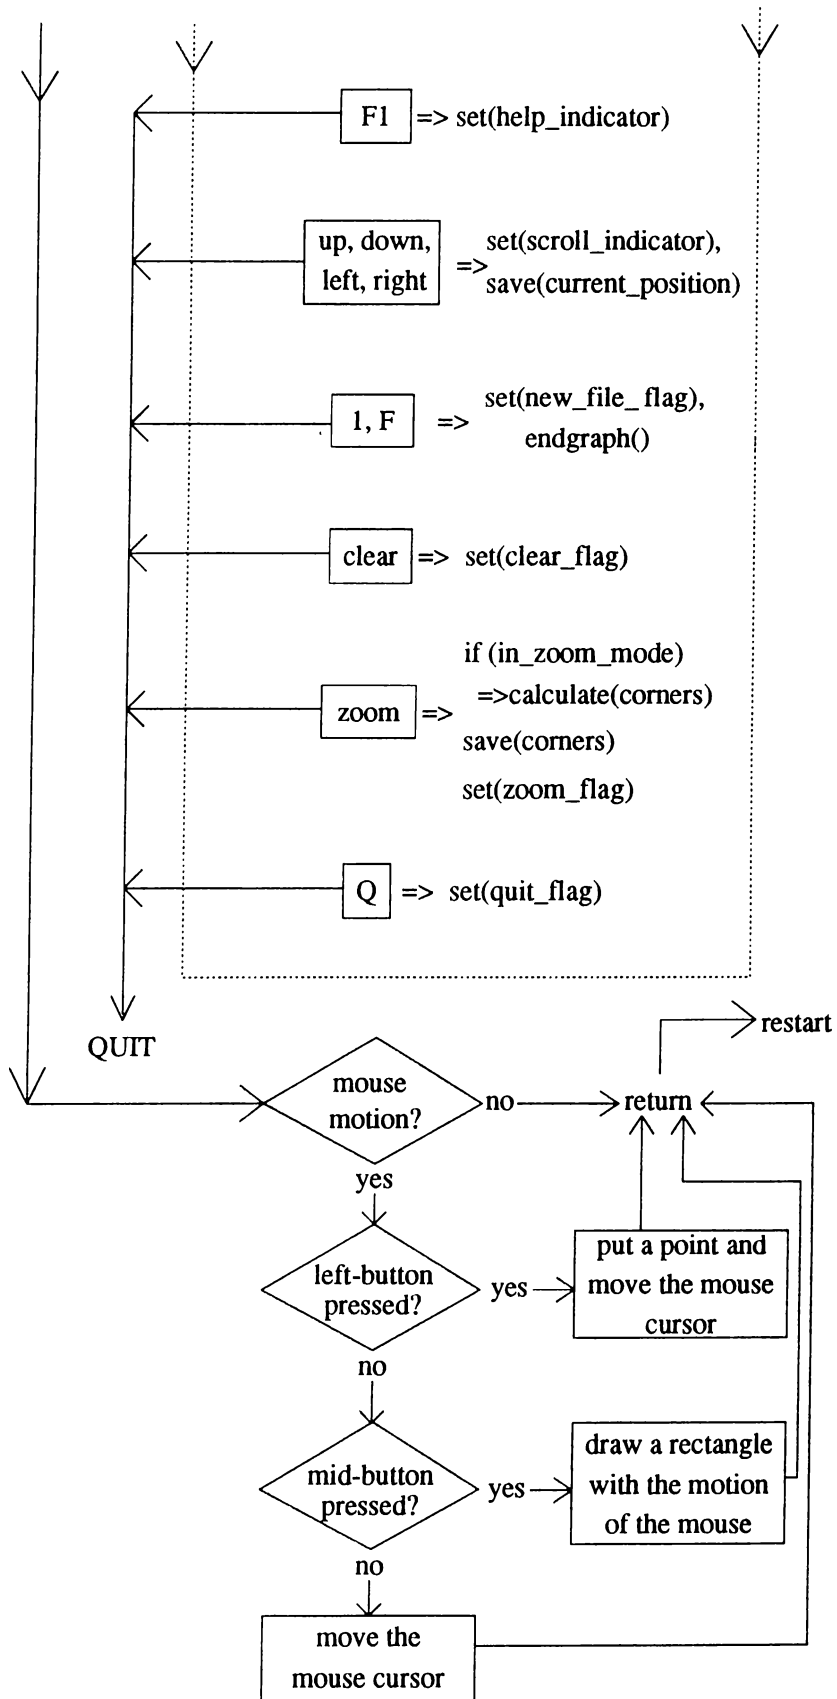 F1 => set(help_indicator)
up, down,
left, right
=>
set(scroll_indicator),
save(current_position)
1, F =>
set(new_file_flag),
endgraph()
clear => set(clear_flag)
zoom =>
if (in_zoom_mode)
=>calculate(corners)
save(corners)
set(zoom_flag)
Q => set(quit_flag)
QUIT
restart
mouse
motion?
no
return
yes
left-button
pressed?
yes
put a point and
move the mouse
cursor
no
mid-button
pressed?
yes
draw a rectangle
with the motion
of the mouse
no
move the
mouse cursor